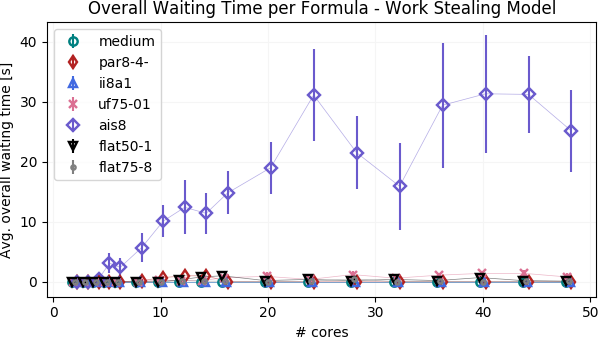 Overall Waiting Time per Formula - Work Stealing Model
Avg. overall waiting time [s]
40
30
20
10
0
medium
par8-4-
ii8a1
uf75-01
ais8
flat50-1
flat75-8
0 10 20 30 40 50
# cores